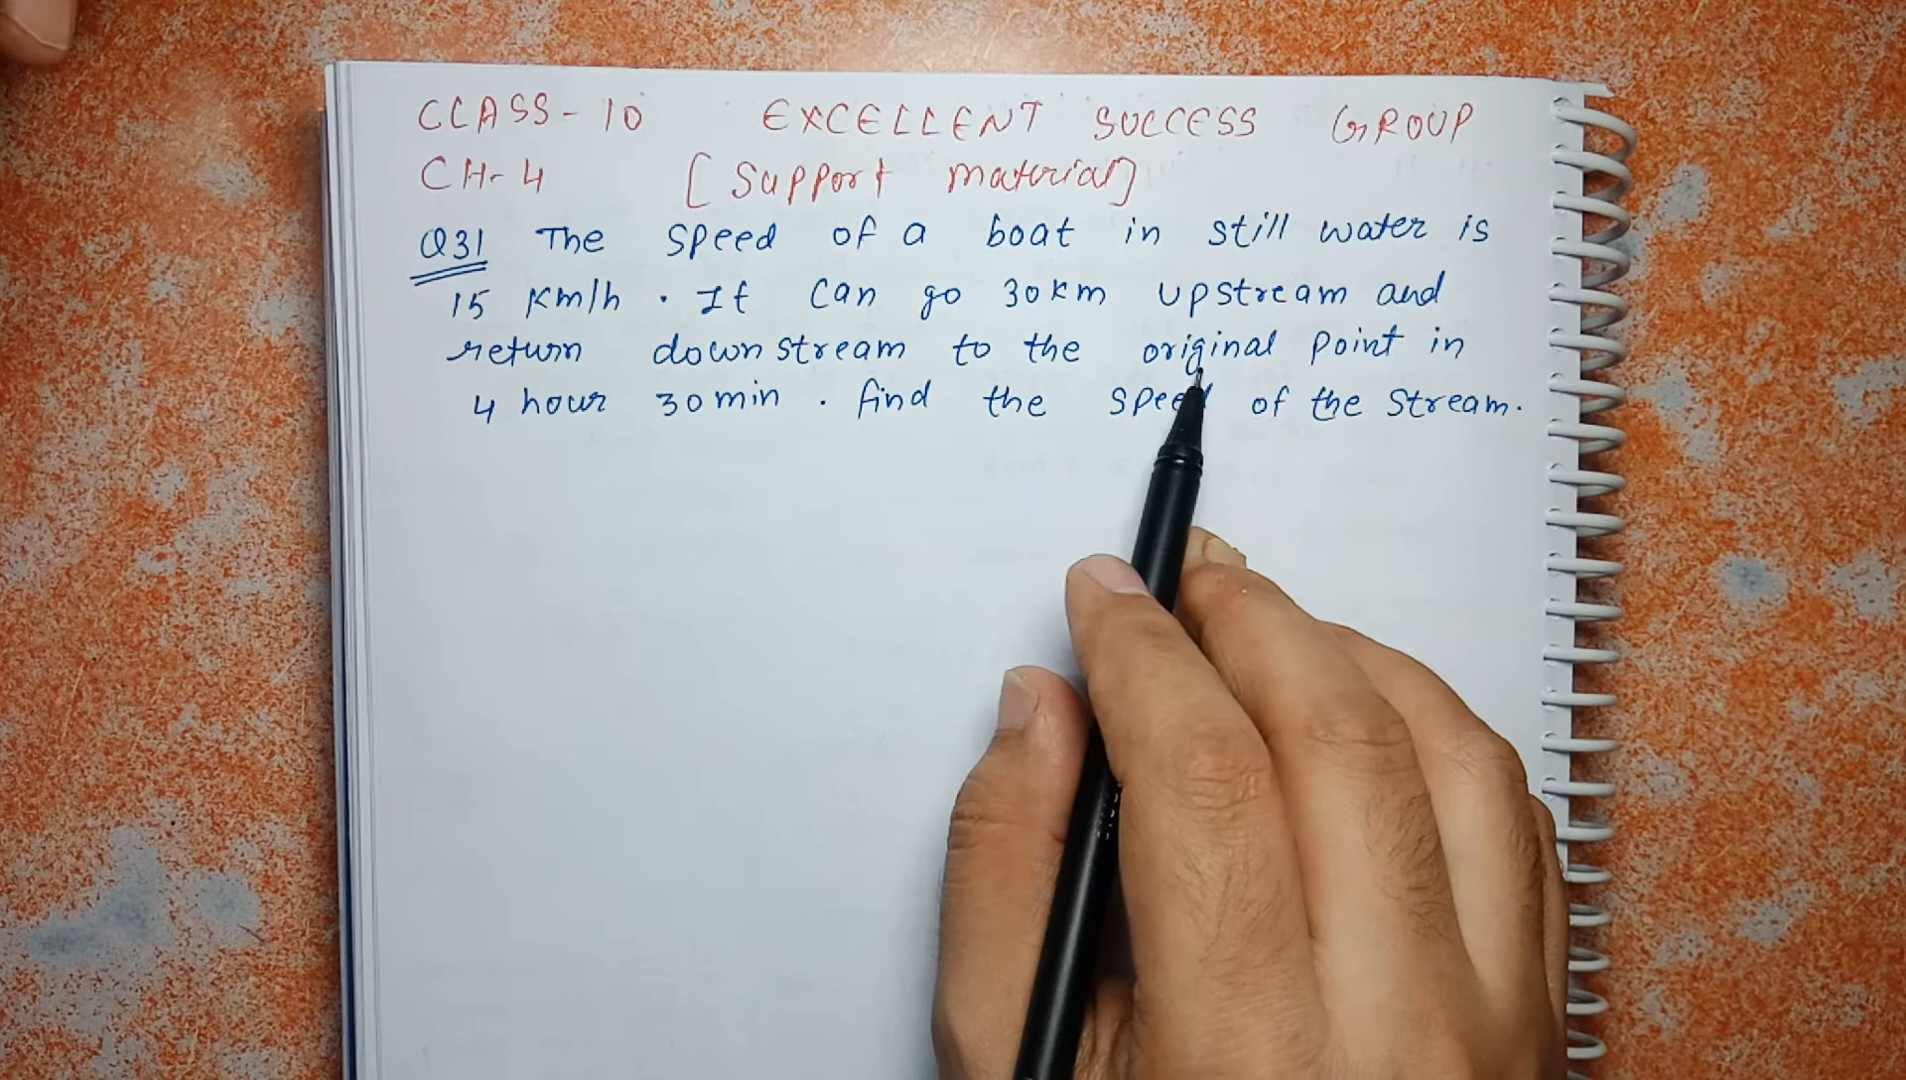 CLASS-10 EXCELLENT SUCCESS GROUP
CH-4 [Support material]
Q31 The speed of a boat in still water is
15 Km/h. It can go 30km upstream and
return downstream to the original point in
4 hour 30min. find the speed of the stream.